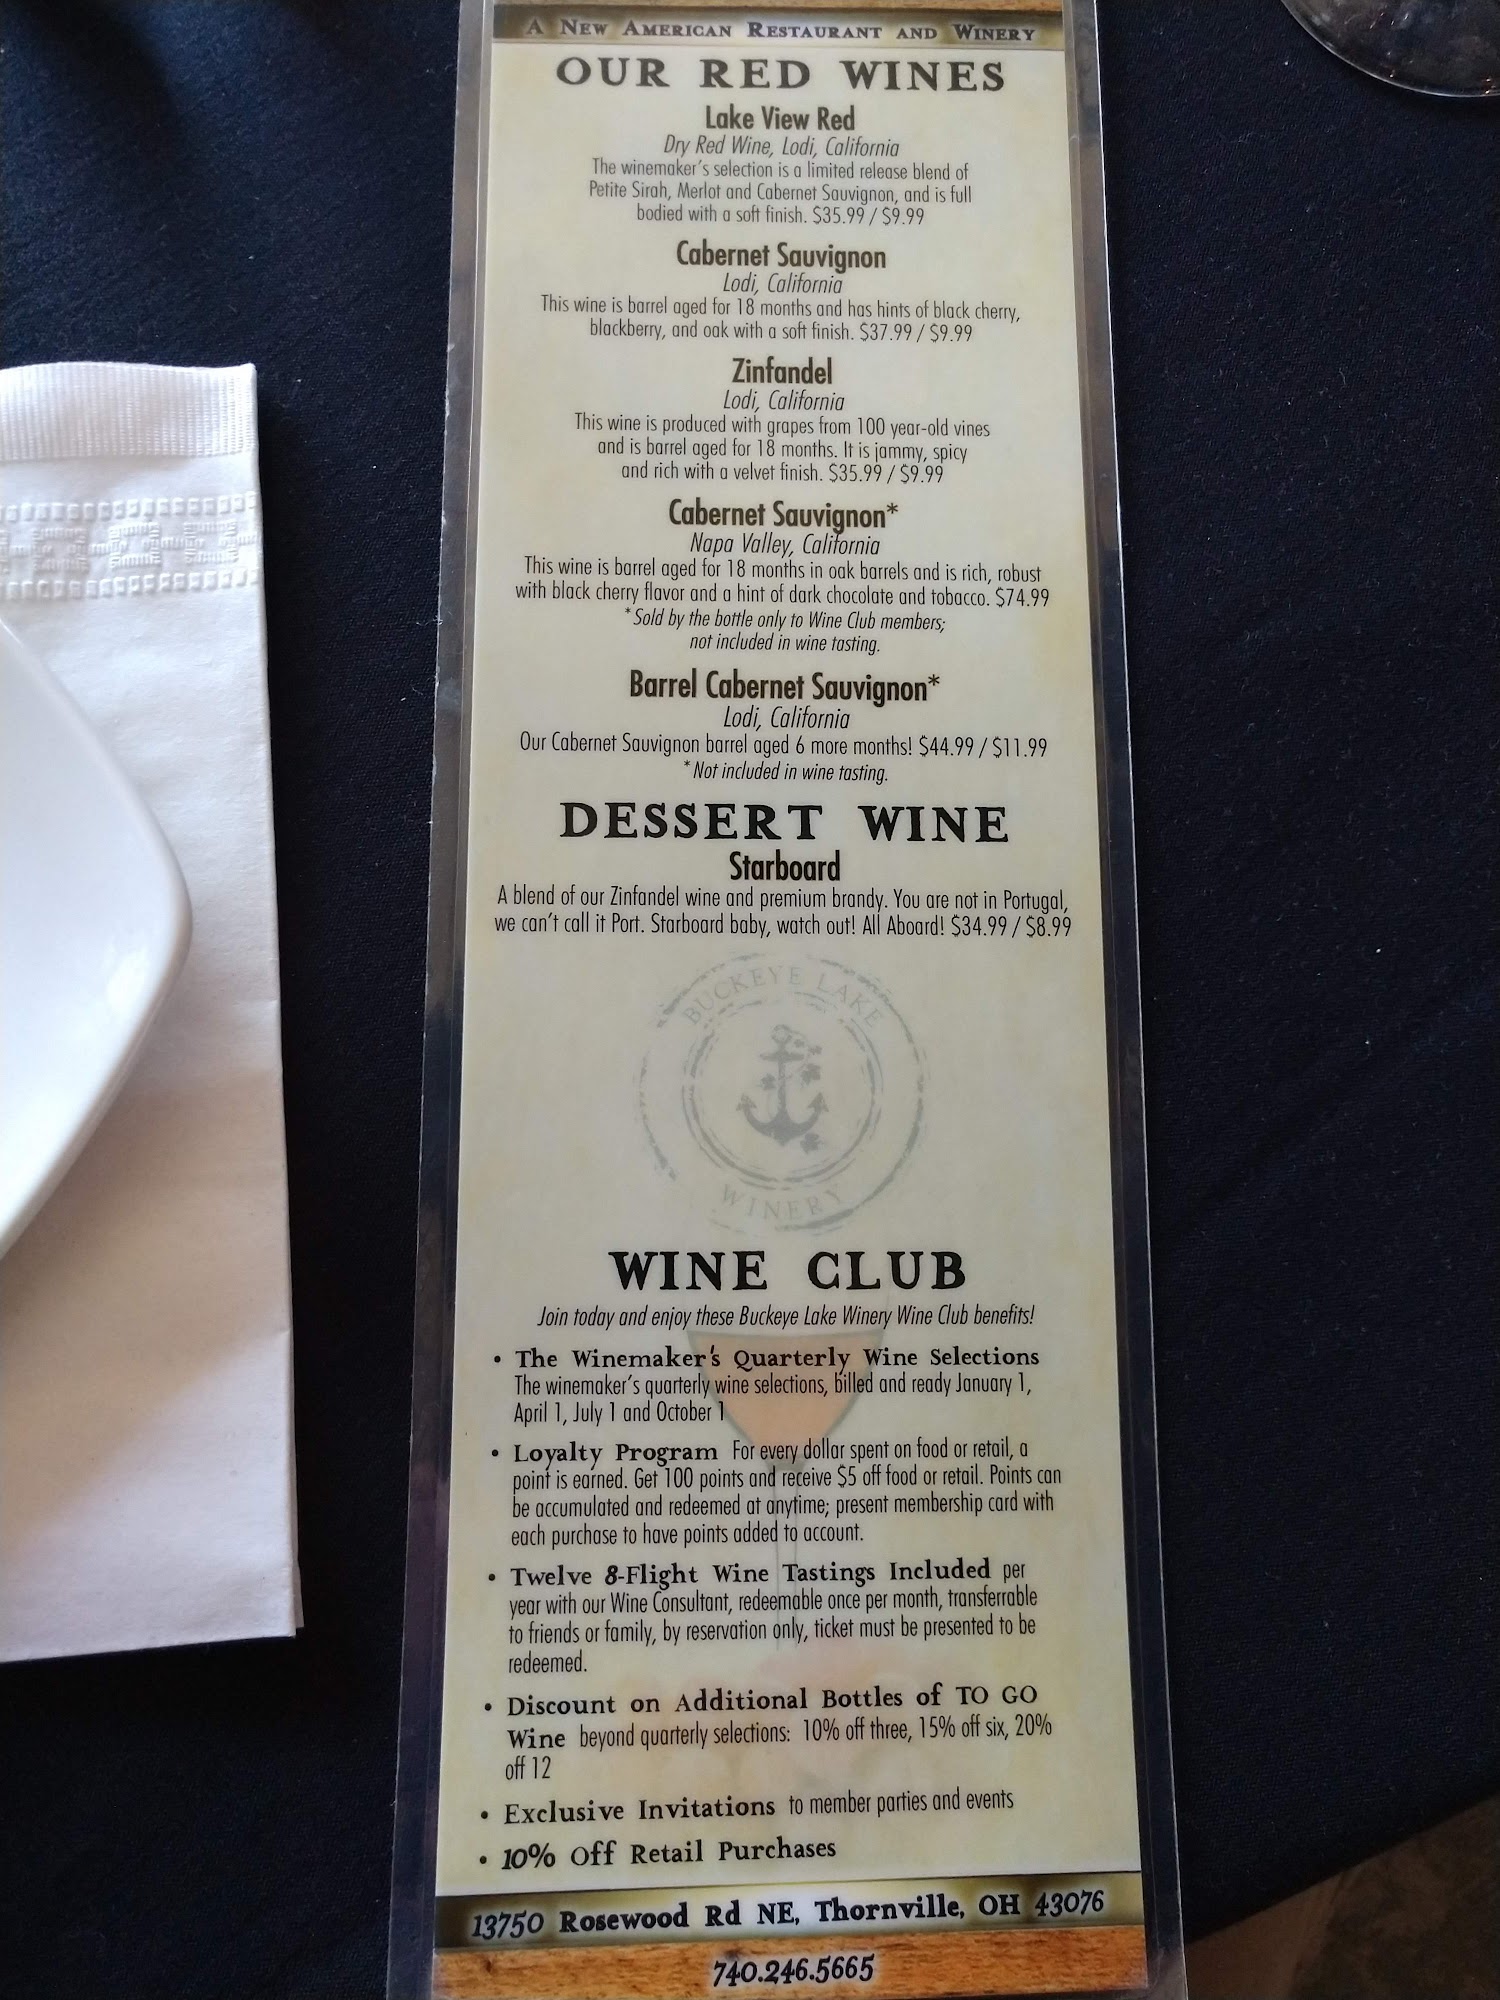 A New American Restaurant and Winery
OUR RED WINES
Lake View Red
Dry Red Wine, Lodi, California
The winemaker's selection is a limited release blend of
Petite Sirah, Merlot and Cabernet Sauvignon, and is full
bodied with a soft finish. $35.99 / $9.99
Cabernet Sauvignon
Lodi, California
This wine is barrel aged for 18 months and has hints of black cherry,
blackberry, and oak with a soft finish. $37.99 / $9.99
Zinfandel
Lodi, California
This wine is produced with grapes from 100 year-old vines
and is barrel aged for 18 months. It is jammy, spicy
and rich with a velvet finish. $35.99 / $9.99
Cabernet Sauvignon*
Napa Valley, California
This wine is barrel aged for 18 months in oak barrels and is rich, robust
with black cherry flavor and a hint of dark chocolate and tobacco. $74.99
*Sold by the bottle only to Wine Club members;
not included in wine tasting.
Barrel Cabernet Sauvignon*
Lodi, California
Our Cabernet Sauvignon barrel aged 6 more months! $44.99 / $11.99
*Not included in wine tasting.
DESSERT WINE
Starboard
A blend of our Zinfandel wine and premium brandy. You are not in Portugal,
we can't call it Port. Starboard baby, watch out! All Aboard! $34.99 / $8.99
BUCKEYE LAKE
WINERY
WINE CLUB
Join today and enjoy these Buckeye Lake Winery Wine Club benefits!
• The Winemaker's Quarterly Wine Selections
The winemaker's quarterly wine selections, billed and ready January 1,
April 1, July 1 and October 1
• Loyalty Program For every dollar spent on food or retail, a
point is earned. Get 100 points and receive $5 off food or retail. Points can
be accumulated and redeemed at anytime; present membership card with
each purchase to have points added to account.
• Twelve 8-Flight Wine Tastings Included per
year with our Wine Consultant, redeemable once per month, transferrable
to friends or family, by reservation only, ticket must be presented to be
redeemed.
• Discount on Additional Bottles of TO GO
Wine beyond quarterly selections: 10% off three, 15% off six, 20%
off 12
• Exclusive Invitations to member parties and events
• 10% Off Retail Purchases
13750 Rosewood Rd NE, Thornville, OH 43076
740.246.5665